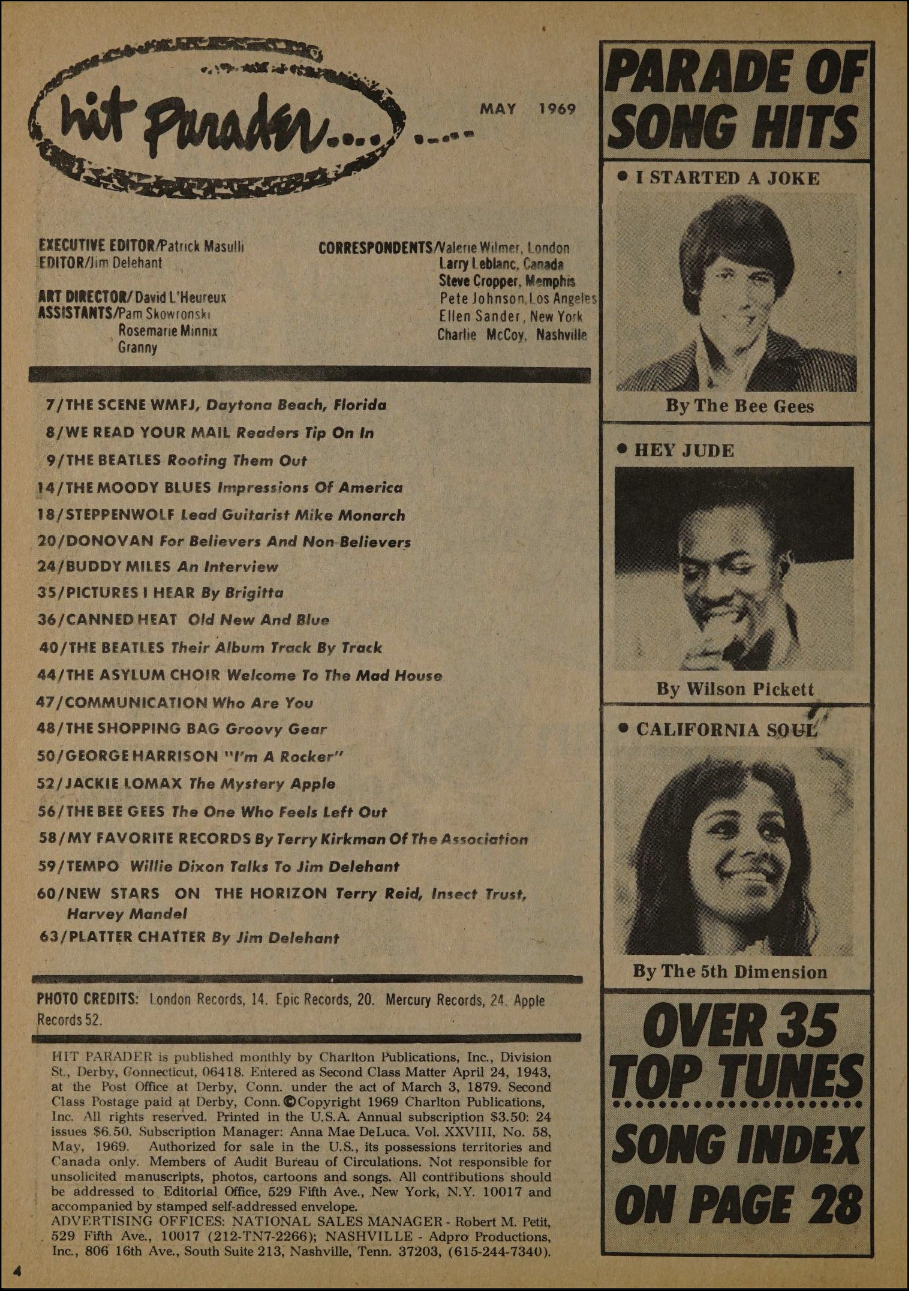 hit Parader.... .....
MAY 1969
EXECUTIVE EDITOR/Patrick Masulli
EDITOR/Jim Delehant
ART DIRECTOR/David L'Heureux
ASSISTANTS/Pam Skowronski
Rosemarie Minnix
Granny
CORRESPONDENTS/Valerie Wilmer, London
Larry Leblanc, Canada
Steve Cropper, Memphis
Pete Johnson, Los Angeles
Ellen Sander, New York
Charlie McCoy, Nashville
7/THE SCENE WMFJ, Daytona Beach, Florida
8/WE READ YOUR MAIL Readers Tip On In
9/THE BEATLES Rooting Them Out
14/THE MOODY BLUES Impressions Of America
18/STEPPENWOLF Lead Guitarist Mike Monarch
20/DONOVAN For Believers And Non-Believers
24/BUDDY MILES An Interview
35/PICTURES I HEAR By Brigitta
36/CANNED HEAT Old New And Blue
40/THE BEATLES Their Album Track By Track
44/THE ASYLUM CHOIR Welcome To The Mad House
47/COMMUNICATION Who Are You
48/THE SHOPPING BAG Groovy Gear
50/GEORGE HARRISON "I'm A Rocker"
52/JACKIE LOMAX The Mystery Apple
56/THE BEE GEES The One Who Feels Left Out
58/MY FAVORITE RECORDS By Terry Kirkman Of The Association
59/TEMPO Willie Dixon Talks To Jim Delehant
60/NEW STARS ON THE HORIZON Terry Reid, Insect Trust,
Harvey Mandel
63/PLATTER CHATTER By Jim Delehant
PHOTO CREDITS: London Records, 14. Epic Records, 20. Mercury Records, 24. Apple
Records 52.
HIT PARADER is published monthly by Charlton Publications, Inc., Division
St., Derby, Connecticut, 06418. Entered as Second Class Matter April 24, 1943,
at the Post Office at Derby, Conn. under the act of March 3, 1879. Second
Class Postage paid at Derby, Conn. ©Copyright 1969 Charlton Publications,
Inc. All rights reserved. Printed in the U.S.A. Annual subscription $3.50: 24
issues $6.50. Subscription Manager: Anna Mae DeLuca. Vol. XXVIII, No. 58,
May, 1969. Authorized for sale in the U.S., its possessions territories and
Canada only. Members of Audit Bureau of Circulations. Not responsible for
unsolicited manuscripts, photos, cartoons and songs. All contributions should
be addressed to Editorial Office, 529 Fifth Ave., New York, N.Y. 10017 and
accompanied by stamped self-addressed envelope.
ADVERTISING OFFICES: NATIONAL SALES MANAGER - Robert M. Petit,
529 Fifth Ave., 10017 (212-TN7-2266); NASHVILLE - Adpro Productions,
Inc., 806 16th Ave., South Suite 213, Nashville, Tenn. 37203, (615-244-7340).
4
PARADE OF
SONG HITS
• I STARTED A JOKE
By The Bee Gees
• HEY JUDE
By Wilson Pickett
• CALIFORNIA SOUL
By The 5th Dimension
OVER 35
TOP TUNES
SONG INDEX
ON PAGE 28